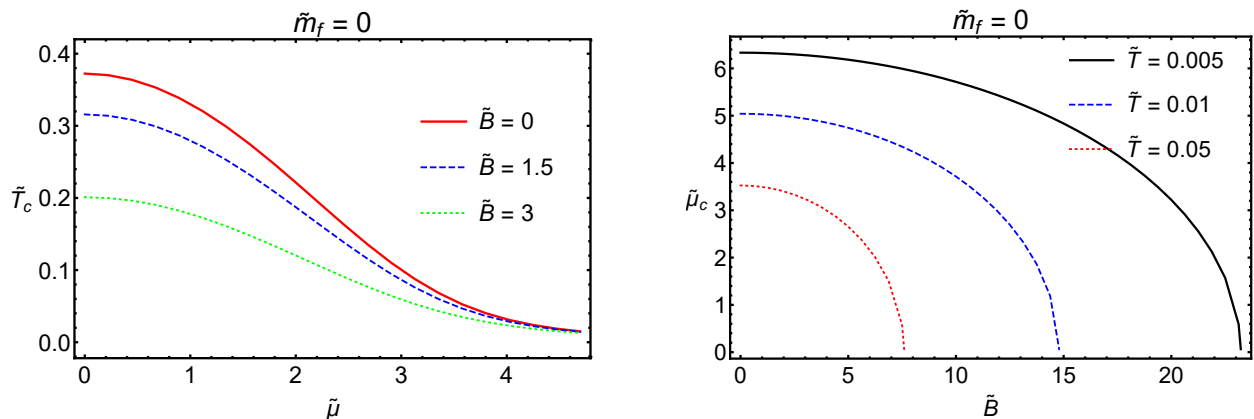 m̃_f = 0
0.4
0.3
0.2
0.1
0.0
T̃_c
B̃ = 0
B̃ = 1.5
B̃ = 3
0 1 2 3 4
μ̃
m̃_f = 0
6
5
4
3
2
1
0
μ̃_c
T̃ = 0.005
T̃ = 0.01
T̃ = 0.05
0 5 10 15 20
B̃